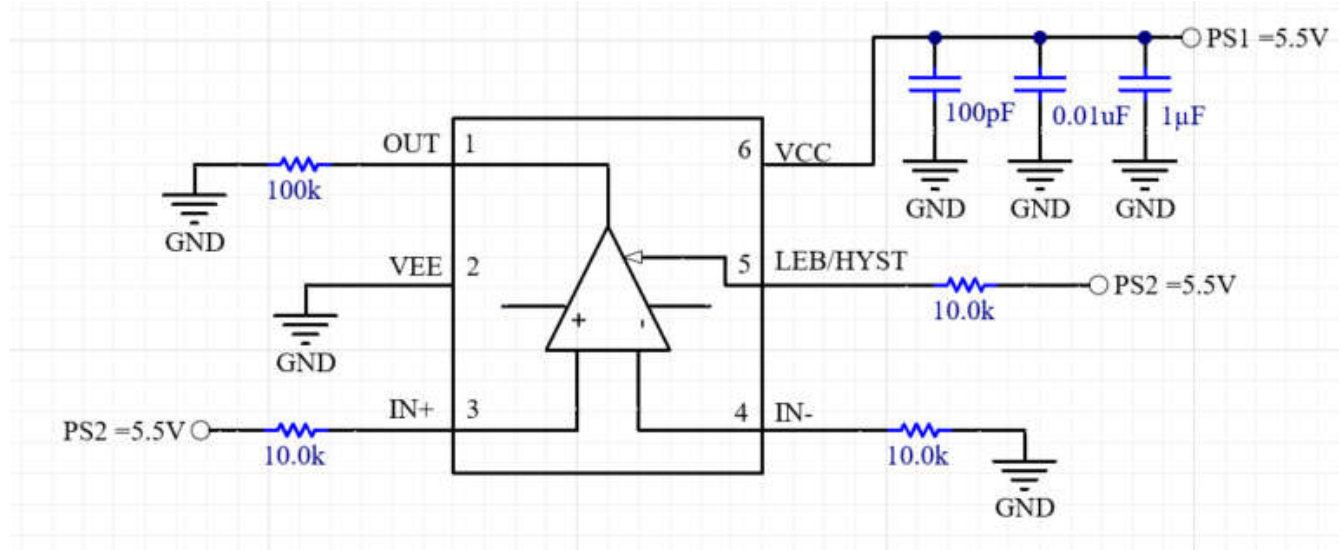 PS1 =5.5V
100pF
0.01uF
1µF
OUT
1
6
VCC
100k
GND
GND
GND
GND
VEE
2
5
LEB/HYST
PS2 =5.5V
10.0k
GND
+
-
PS2 =5.5V
IN+
3
4
IN-
10.0k
10.0k
GND